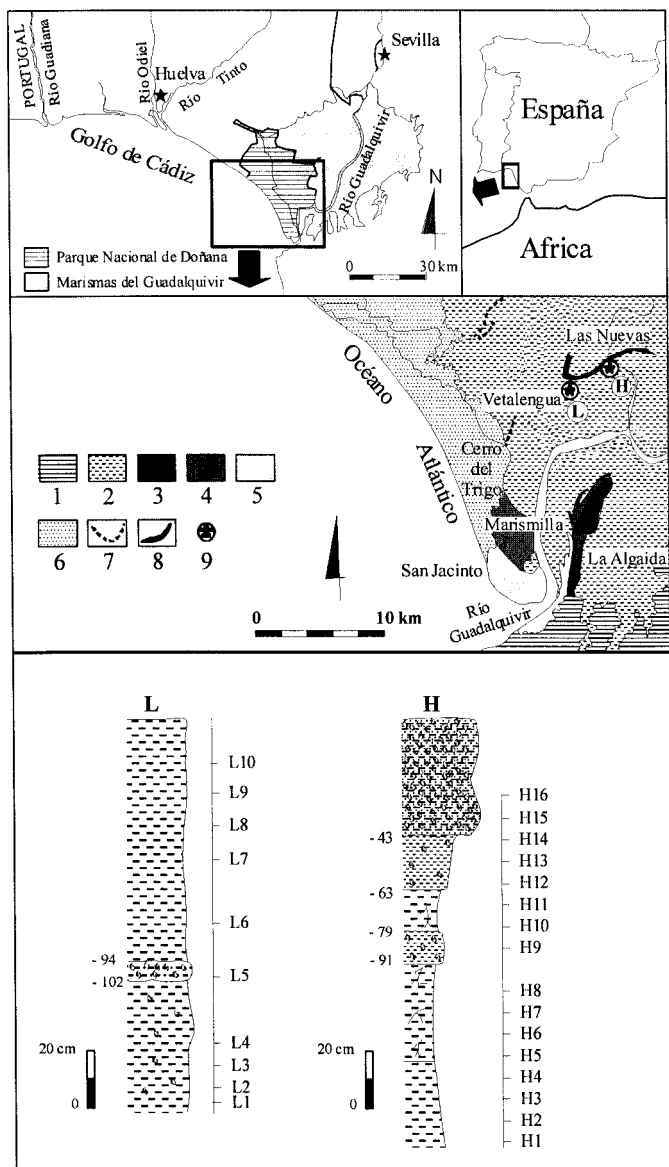 PORTUGAL
Río Guadiana
Río Odiel
Huelva
Río Tinto
Sevilla
Golfo de Cádiz
Río Guadalquivir
N
Parque Nacional de Doñana
Marismas del Guadalquivir
0 30 km
España
Africa
Océano
Atlántico
Las Nuevas
H
Vetalengua
L
Cerro
del
Trigo
Marismilla
La Algaida
San Jacinto
Río
Guadalquivir
1 2 3 4 5
6 7 8 9
0 10 km
L
L10
L9
L8
L7
L6
- 94
L5
- 102
L4
L3
L2
L1
20 cm
0
H
H16
H15
- 43
H14
H13
H12
- 63
H11
H10
- 79
H9
- 91
H8
H7
H6
H5
H4
H3
H2
H1
20 cm
0